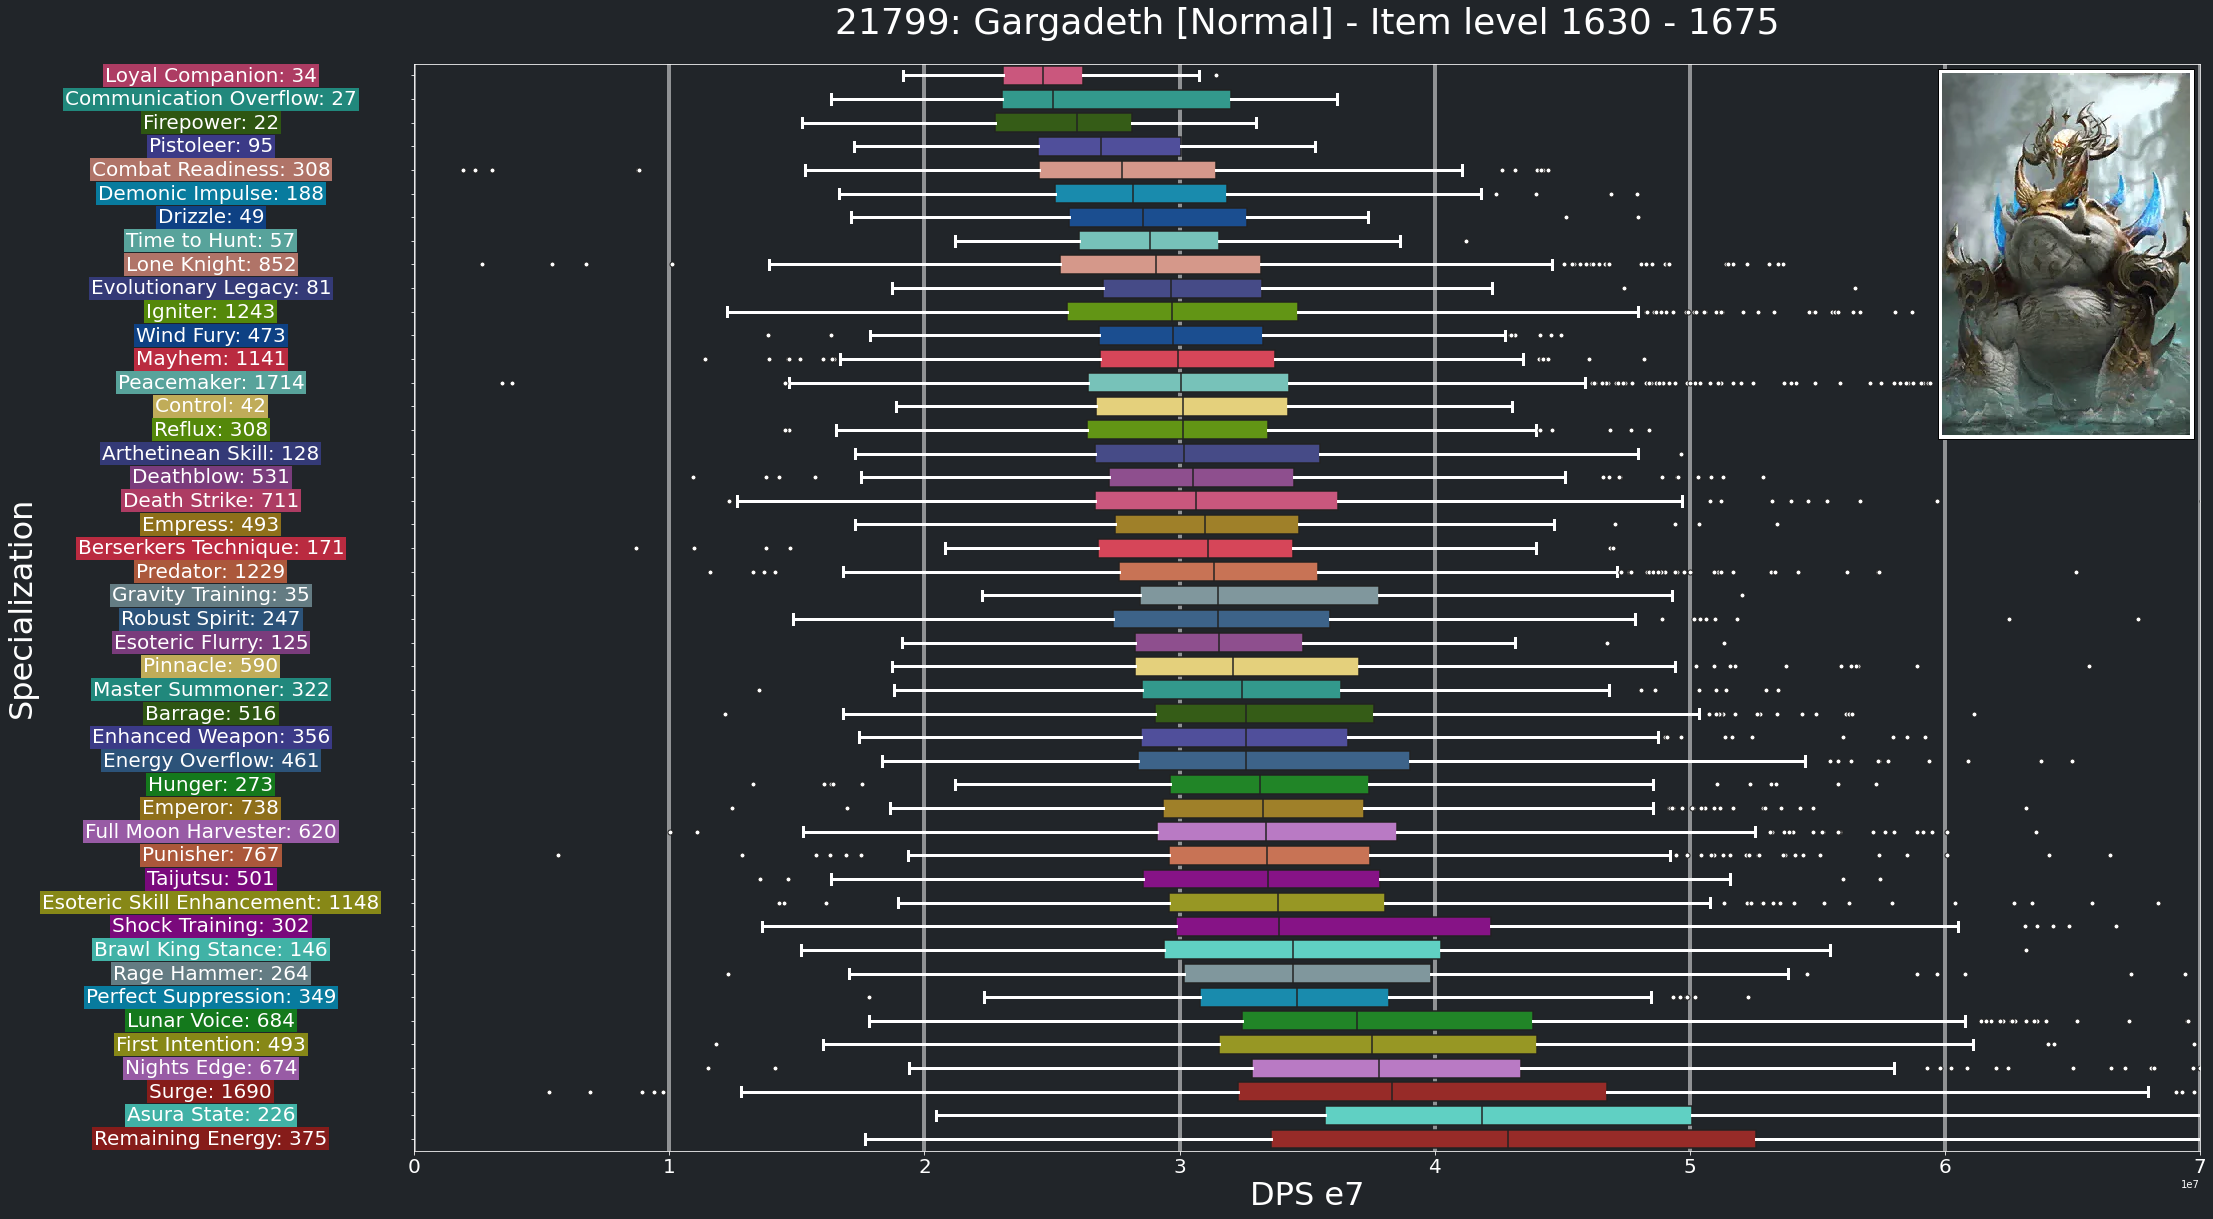 21799: Gargadeth [Normal] - Item level 1630 - 1675
Specialization
Loyal Companion: 34
Communication Overflow: 27
Firepower: 22
Pistoleer: 95
Combat Readiness: 308
Demonic Impulse: 188
Drizzle: 49
Time to Hunt: 57
Lone Knight: 852
Evolutionary Legacy: 81
Igniter: 1243
Wind Fury: 473
Mayhem: 1141
Peacemaker: 1714
Control: 42
Reflux: 308
Arthetinean Skill: 128
Deathblow: 531
Death Strike: 711
Empress: 493
Berserkers Technique: 171
Predator: 1229
Gravity Training: 35
Robust Spirit: 247
Esoteric Flurry: 125
Pinnacle: 590
Master Summoner: 322
Barrage: 516
Enhanced Weapon: 356
Energy Overflow: 461
Hunger: 273
Emperor: 738
Full Moon Harvester: 620
Punisher: 767
Taijutsu: 501
Esoteric Skill Enhancement: 1148
Shock Training: 302
Brawl King Stance: 146
Rage Hammer: 264
Perfect Suppression: 349
Lunar Voice: 684
First Intention: 493
Nights Edge: 674
Surge: 1690
Asura State: 226
Remaining Energy: 375
0 1 2 3 4 5 6 7
1e7
DPS e7